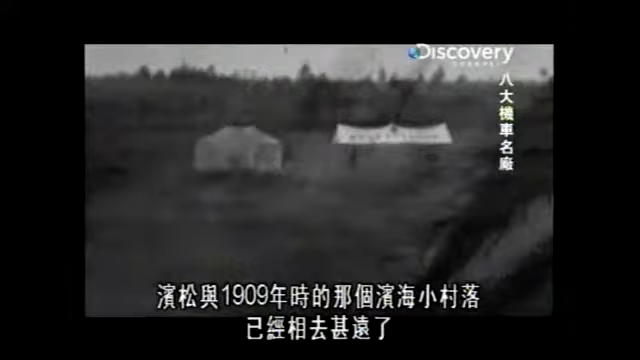 Discovery
CHANNEL
八大機車名廠
濱松與1909年時的那個濱海小村落
已經相去甚遠了